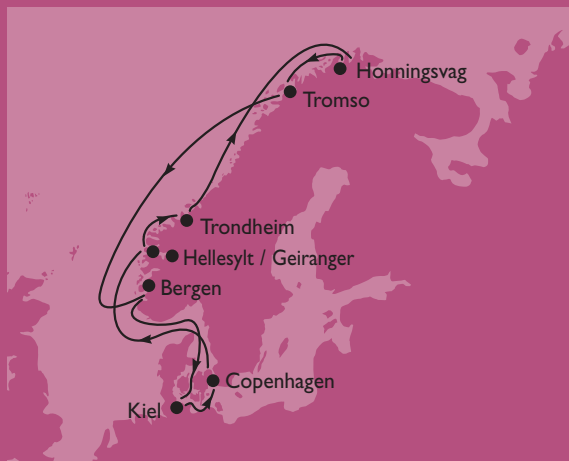 Honningsvag
Tromso
Trondheim
Hellesylt / Geiranger
Bergen
Copenhagen
Kiel